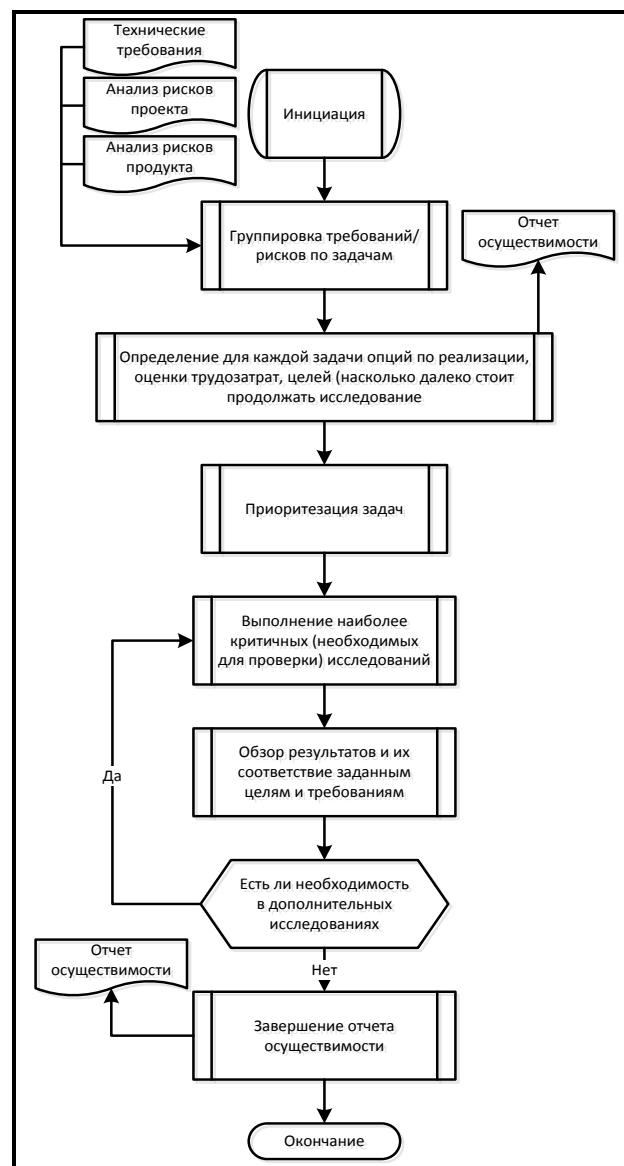 Технические
требования
Анализ рисков
проекта
Анализ рисков
продукта
Инициация
Группировка требований/
рисков по задачам
Отчет
осуществимости
Определение для каждой задачи опций по реализации,
оценки трудозатрат, целей (насколько далеко стоит
продолжать исследование
Приоритезация задач
Выполнение наиболее
критичных (необходимых
для проверки) исследований
Обзор результатов и их
соответствие заданным
целям и требованиям
Да
Есть ли необходимость
в дополнительных
исследованиях
Нет
Отчет
осуществимости
Завершение отчета
осуществимости
Окончание